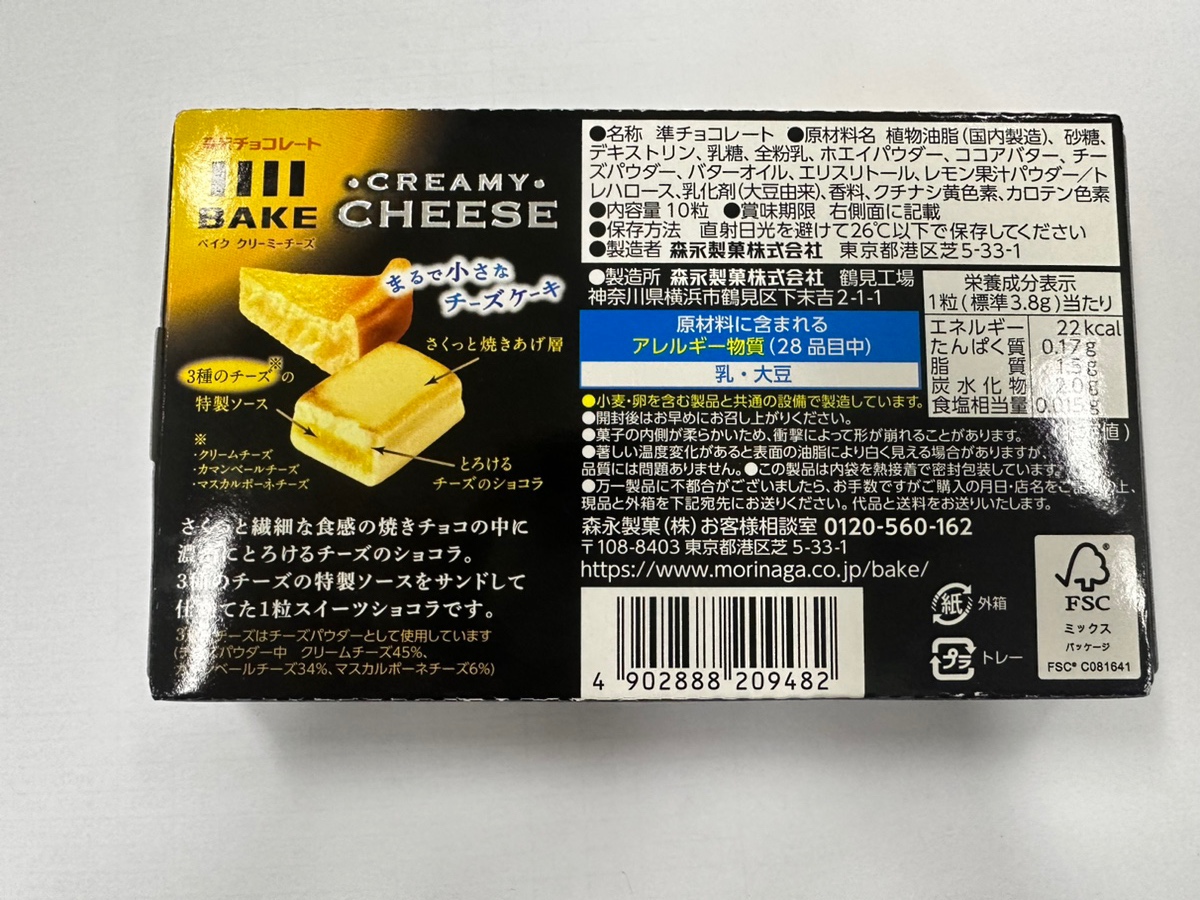 森永チョコレート
BAKE
ベイク クリーミーチーズ
・CREAMY・
CHEESE
まるで小さな
チーズケーキ
さくっと焼きあげ層
3種のチーズ※の
特製ソース
※
・クリームチーズ
・カマンベールチーズ
・マスカルポーネチーズ
とろける
チーズのショコラ
さくっと繊細な食感の焼きチョコの中に
濃 にとろけるチーズのショコラ。
3種のチーズの特製ソースをサンドして
仕 てた1粒スイーツショコラです。
3 チーズはチーズパウダーとして使用しています
(チ パウダー中 クリームチーズ45%、
ベールチーズ34%、マスカルポーネチーズ6%)
●名称 準チョコレート ●原材料名 植物油脂(国内製造)、砂糖、
デキストリン、乳糖、全粉乳、ホエイパウダー、ココアバター、チー
ズパウダー、バターオイル、エリスリトール、レモン果汁パウダー/ト
レハロース、乳化剤(大豆由来)、香料、クチナシ黄色素、カロテン色素
●内容量 10粒 ●賞味期限 右側面に記載
●保存方法 直射日光を避けて26℃以下で保存してください
●製造者 森永製菓株式会社 東京都港区芝5-33-1
●製造所 森永製菓株式会社 鶴見工場
神奈川県横浜市鶴見区下末吉2-1-1
原材料に含まれる
アレルギー物質(28品目中)
乳・大豆
栄養成分表示
1粒(標準3.8g)当たり
エネルギー 22kcal
たんぱく質 0.17g
脂質 1.5g
炭水化物 2.0g
食塩相当量 0.015g
値)
●小麦・卵を含む製品と共通の設備で製造しています。
●開封後はお早めにお召し上がりください。
●菓子の内側が柔らかいため、衝撃によって形が崩れることがあります。
●著しい温度変化があると表面の油脂により白く見える場合がありますが、
品質には問題ありません。●この製品は内袋を熱接着で密封包装しています。
●万一製品に不都合がございましたら、お手数ですがご購入の月日・店名をご 上、
現品と外箱を下記宛先にお送りください。代品と送料をお送りいたします。
森永製菓(株)お客様相談室 0120-560-162
〒108-8403 東京都港区芝5-33-1
https://www.morinaga.co.jp/bake/
4 902888 209482
紙 外箱
プラ トレー
FSC
ミックス
パッケージ
FSC® C081641